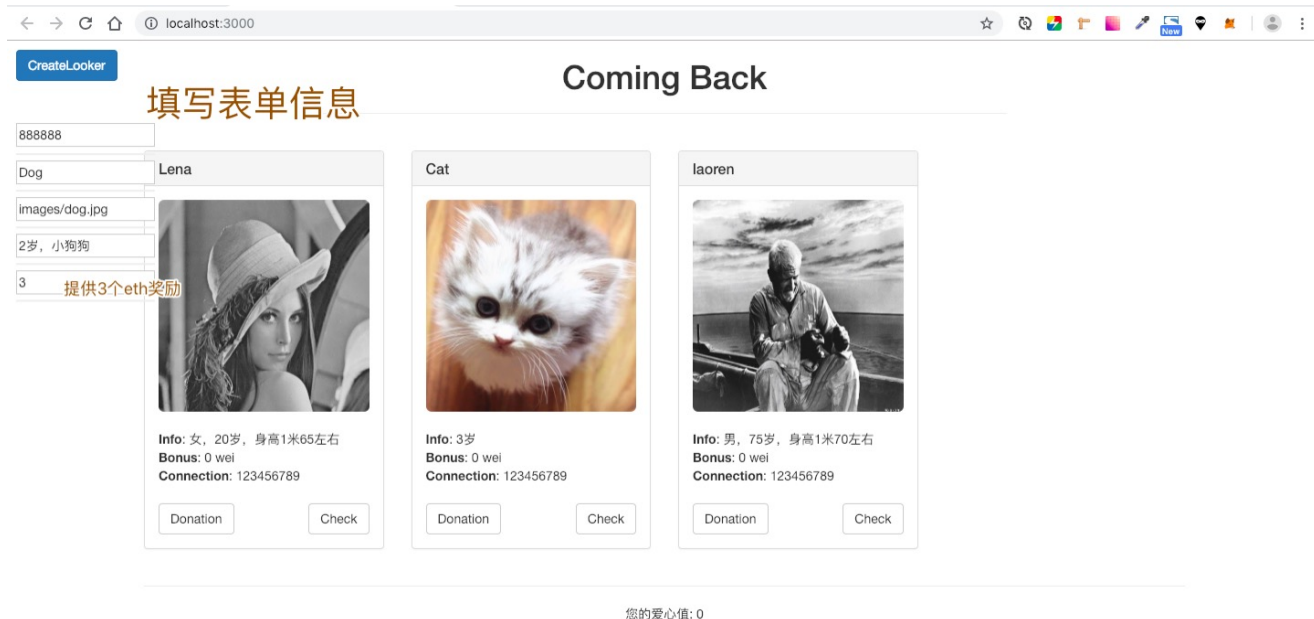 localhost:3000
New
CreateLooker
Coming Back
填写表单信息
888888
Dog
images/dog.jpg
2岁，小狗狗
3
提供3个eth奖励
Lena
Info: 女，20岁，身高1米65左右
Bonus: 0 wei
Connection: 123456789
Donation
Check
Cat
Info: 3岁
Bonus: 0 wei
Connection: 123456789
Donation
Check
laoren
Info: 男，75岁，身高1米70左右
Bonus: 0 wei
Connection: 123456789
Donation
Check
您的爱心值: 0